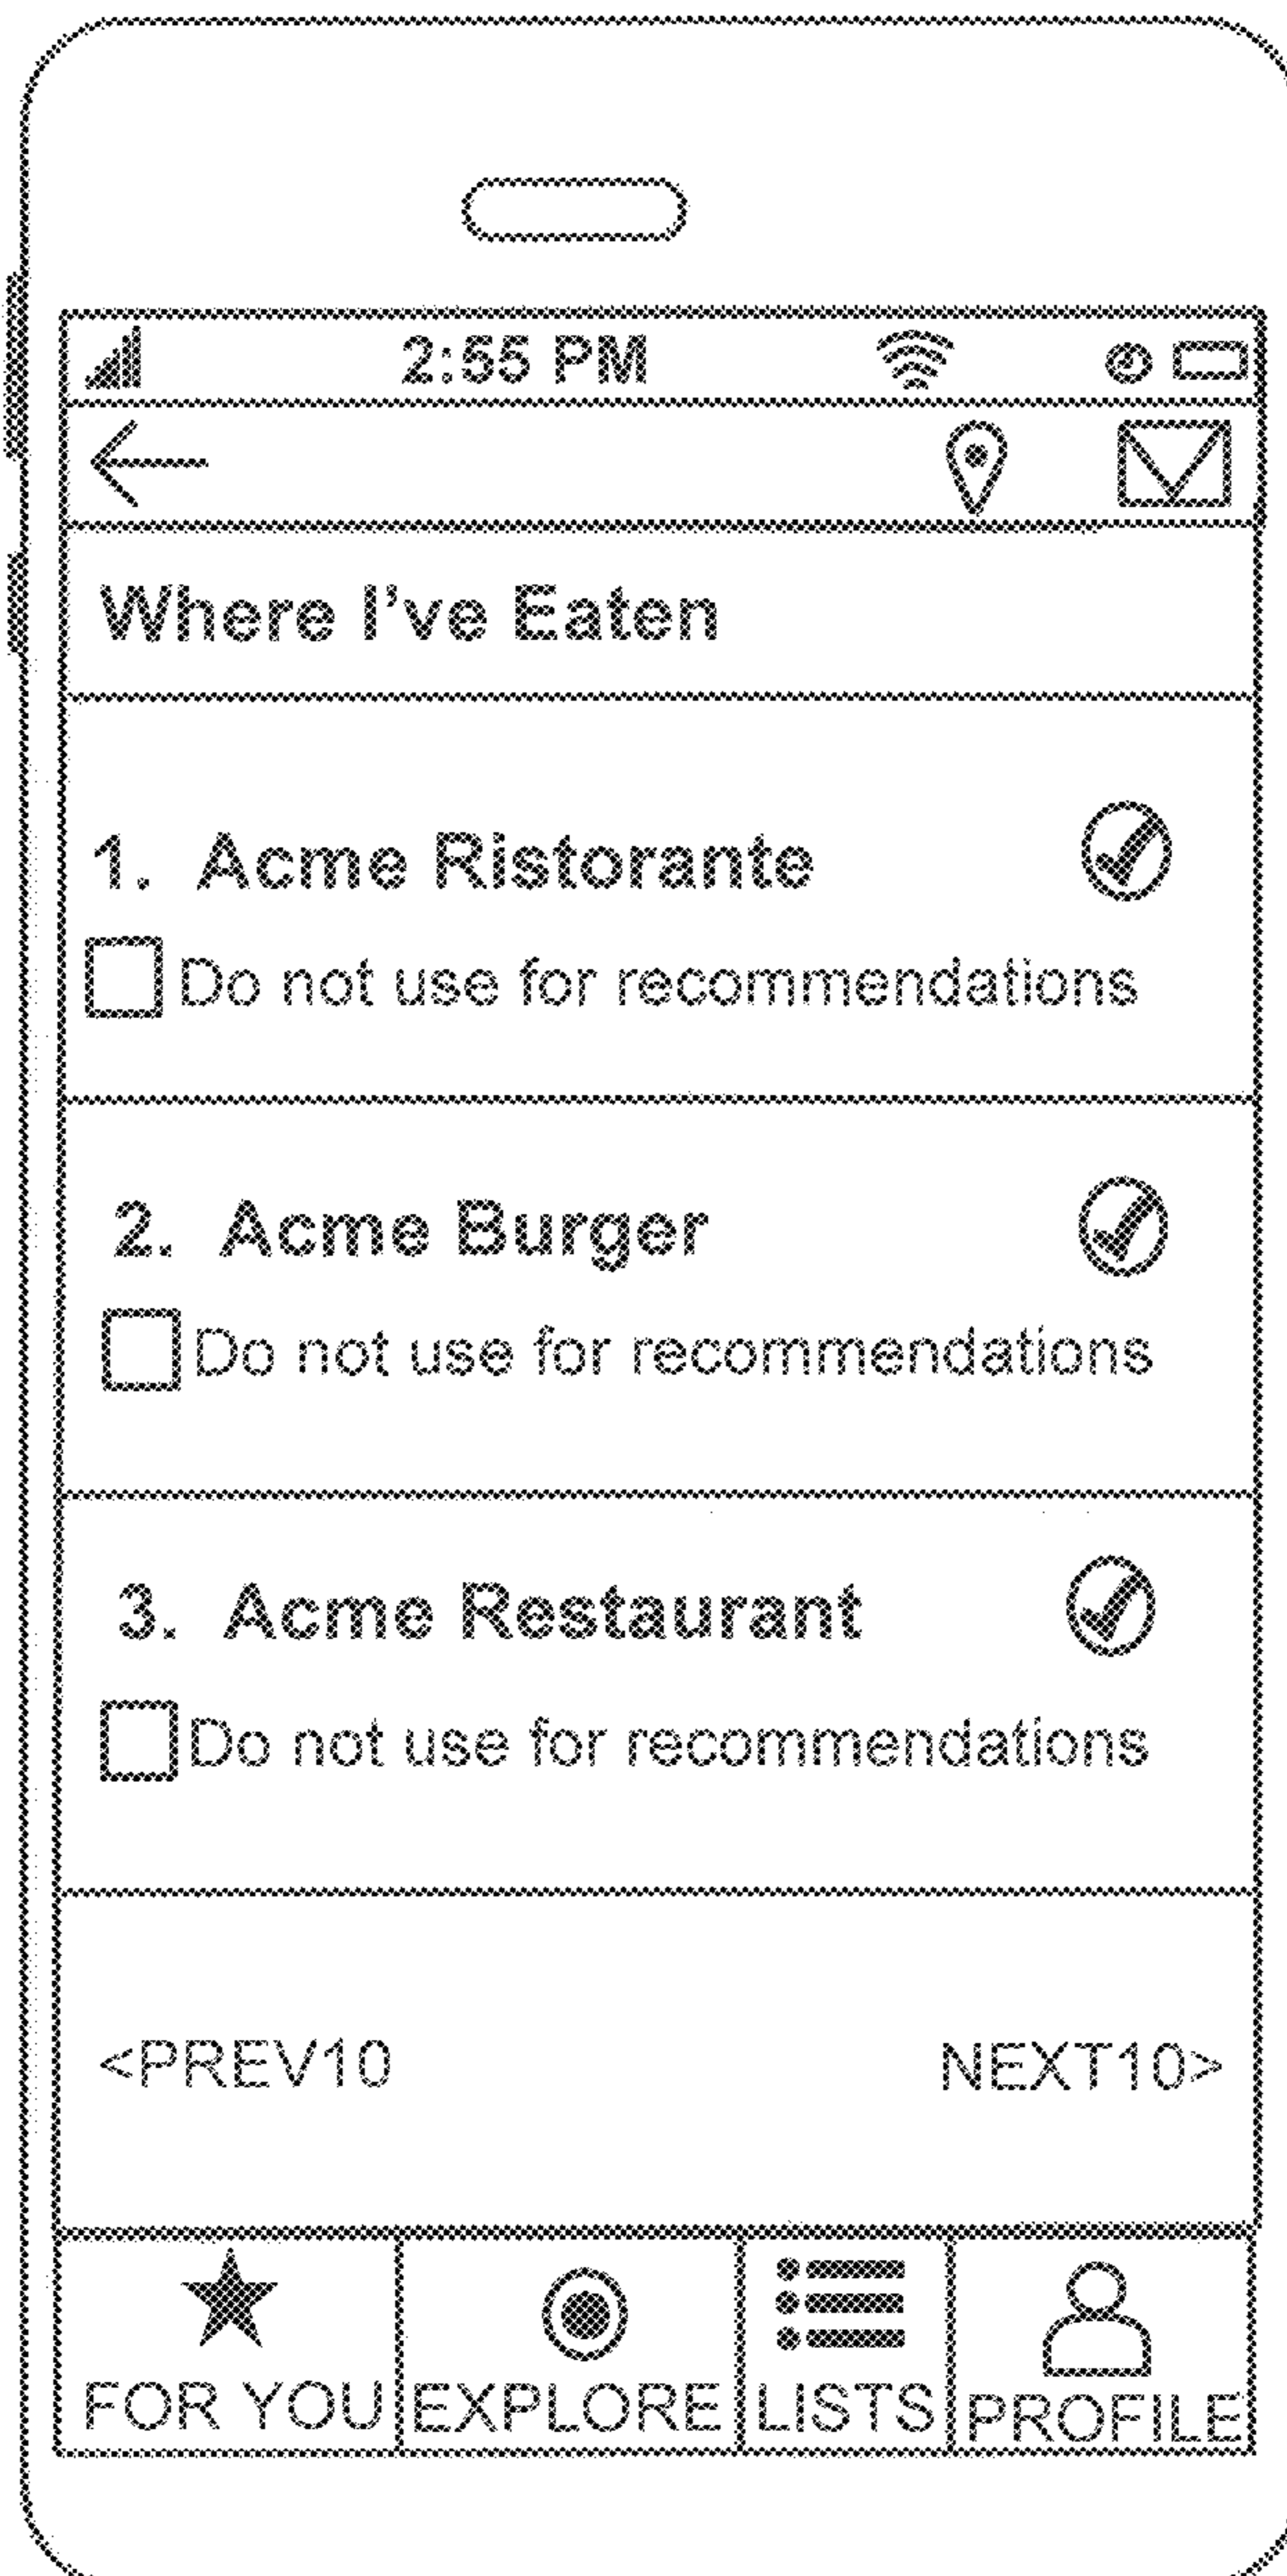 2:55 PM
Where I've Eaten
1. Acme Ristorante
Do not use for recommendations
2. Acme Burger
Do not use for recommendations
3. Acme Restaurant
Do not use for recommendations
<PREV10 NEXT10>
FOR YOU EXPLORE LISTS PROFILE